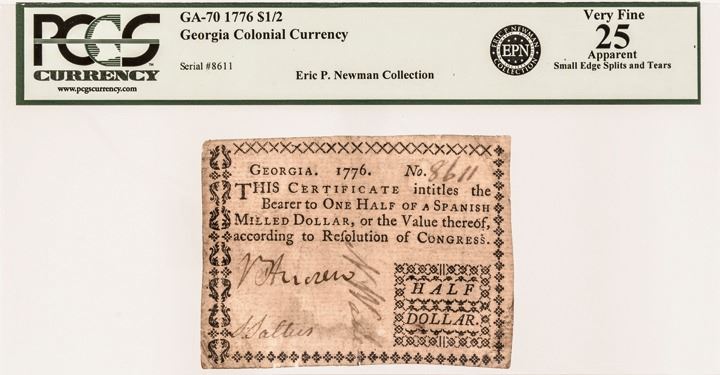 PCGS
CURRENCY
www.pcgscurrency.com
GA-70 1776 $1/2
Georgia Colonial Currency
Serial #8611
Eric P. Newman Collection
ERIC P. NEWMAN
EPN
COLLECTION
Very Fine
25
Apparent
Small Edge Splits and Tears
GEORGIA. 1776. No. 8611
THIS CERTIFICATE intitles the
Bearer to ONE HALF OF A SPANISH
MILLED DOLLAR, or the Value thereof,
according to Reſolution of CONGRESS.
HALF
DOLLAR.